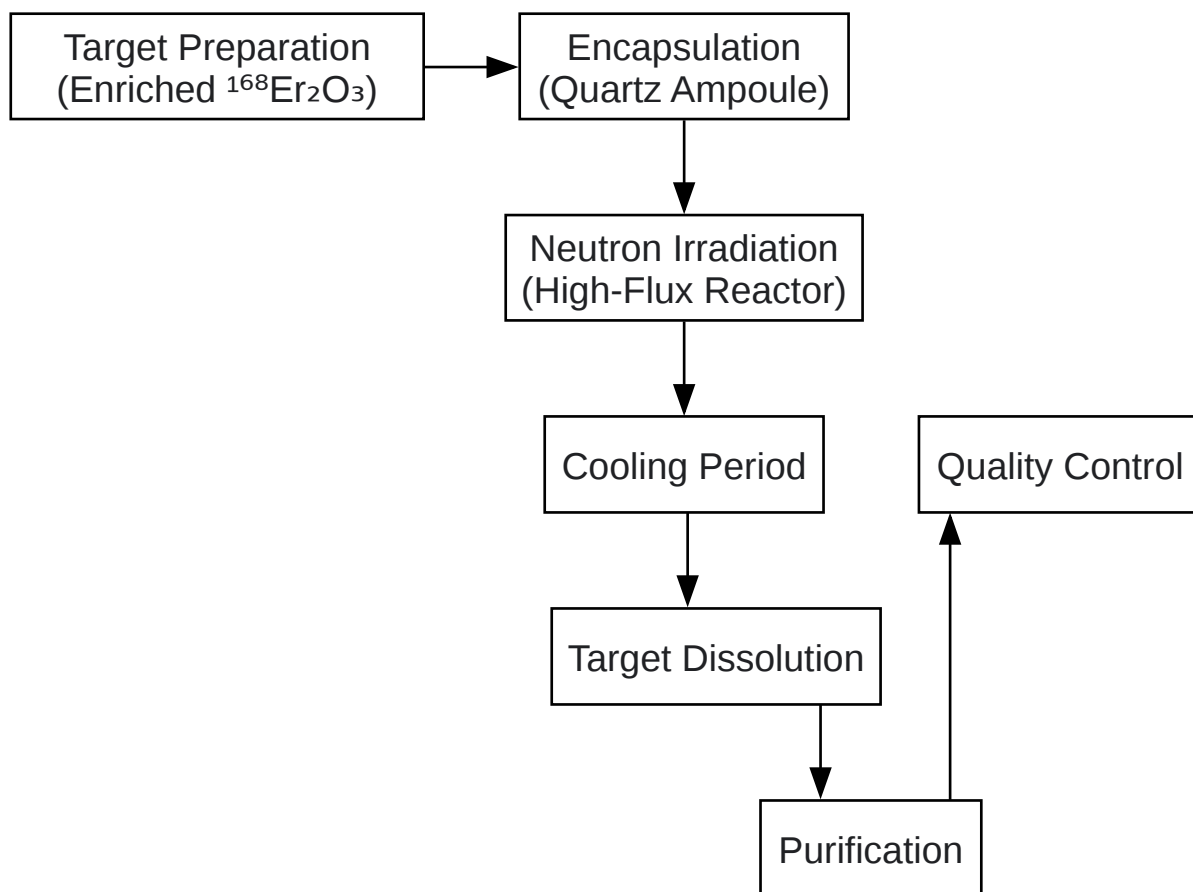 Target Preparation
(Enriched ¹⁶⁸Er₂O₃)
Encapsulation
(Quartz Ampoule)
Neutron Irradiation
(High-Flux Reactor)
Cooling Period
Quality Control
Target Dissolution
Purification